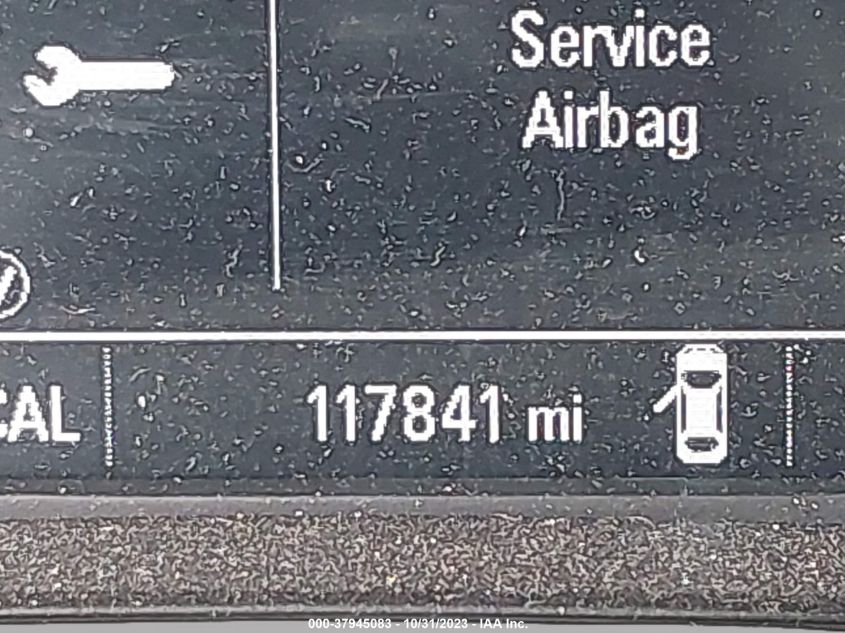 Service
Airbag
CAL
117841 mi
000-37945083 - 10/31/2023 - IAA Inc.